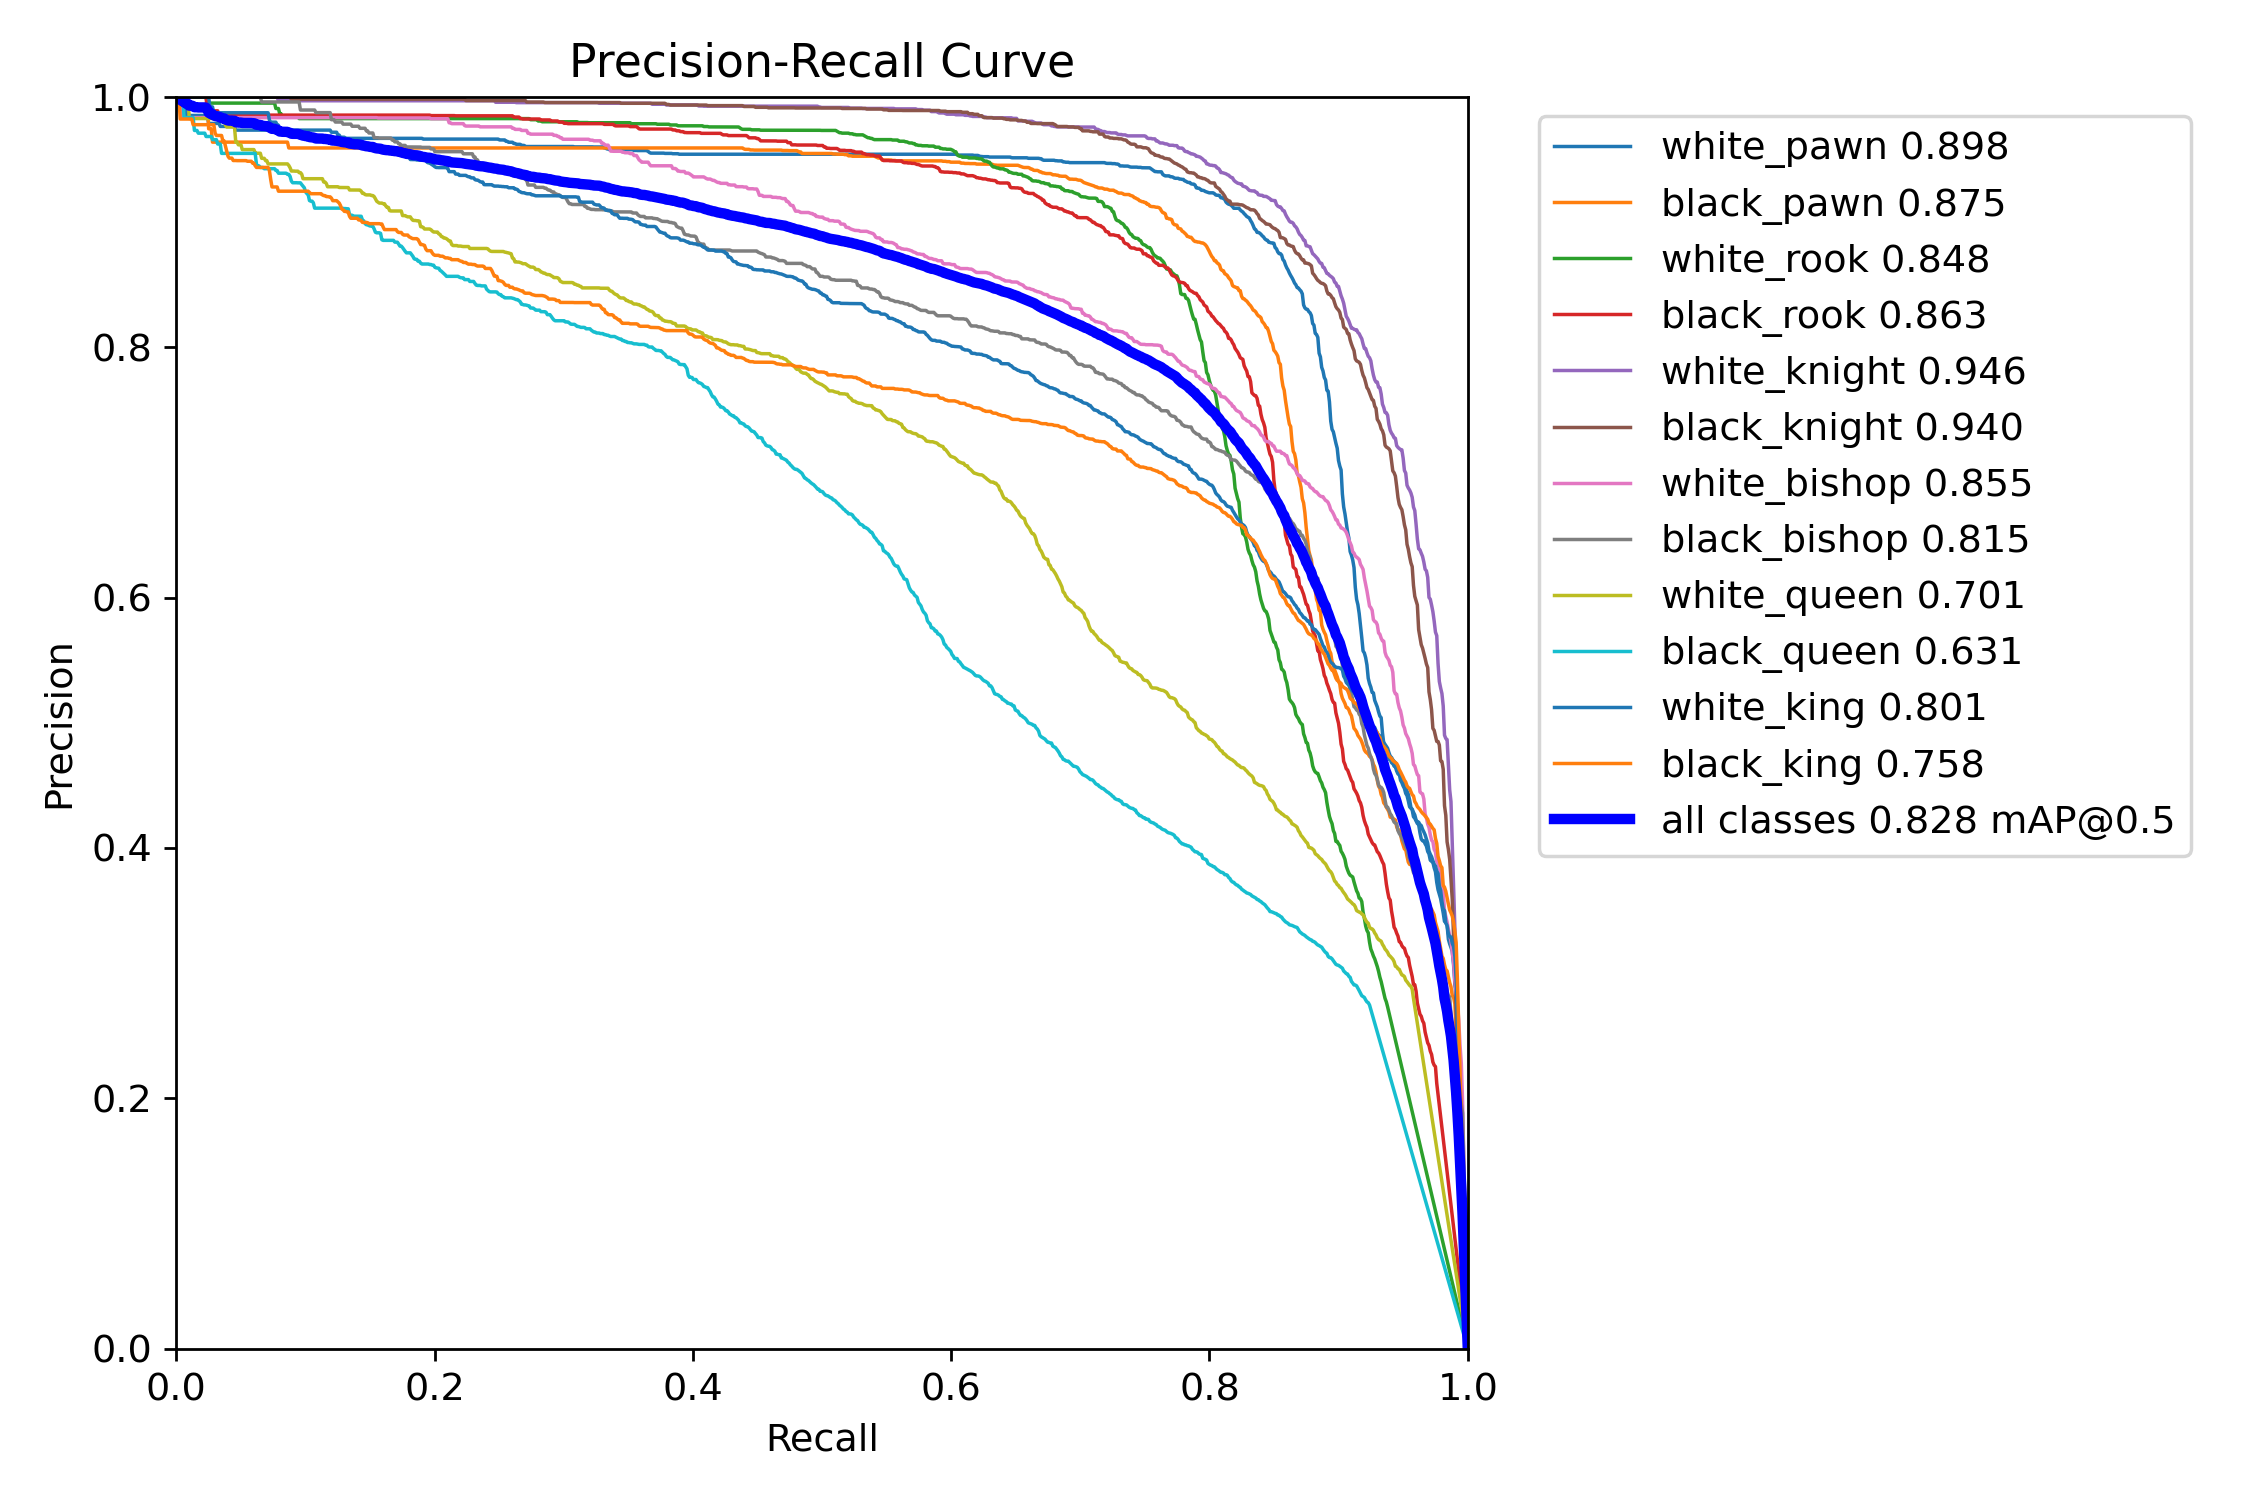 Precision-Recall Curve
1.0
0.8
0.6
0.4
0.2
0.0
Precision
0.0 0.2 0.4 0.6 0.8 1.0
Recall
white_pawn 0.898
black_pawn 0.875
white_rook 0.848
black_rook 0.863
white_knight 0.946
black_knight 0.940
white_bishop 0.855
black_bishop 0.815
white_queen 0.701
black_queen 0.631
white_king 0.801
black_king 0.758
all classes 0.828 mAP@0.5